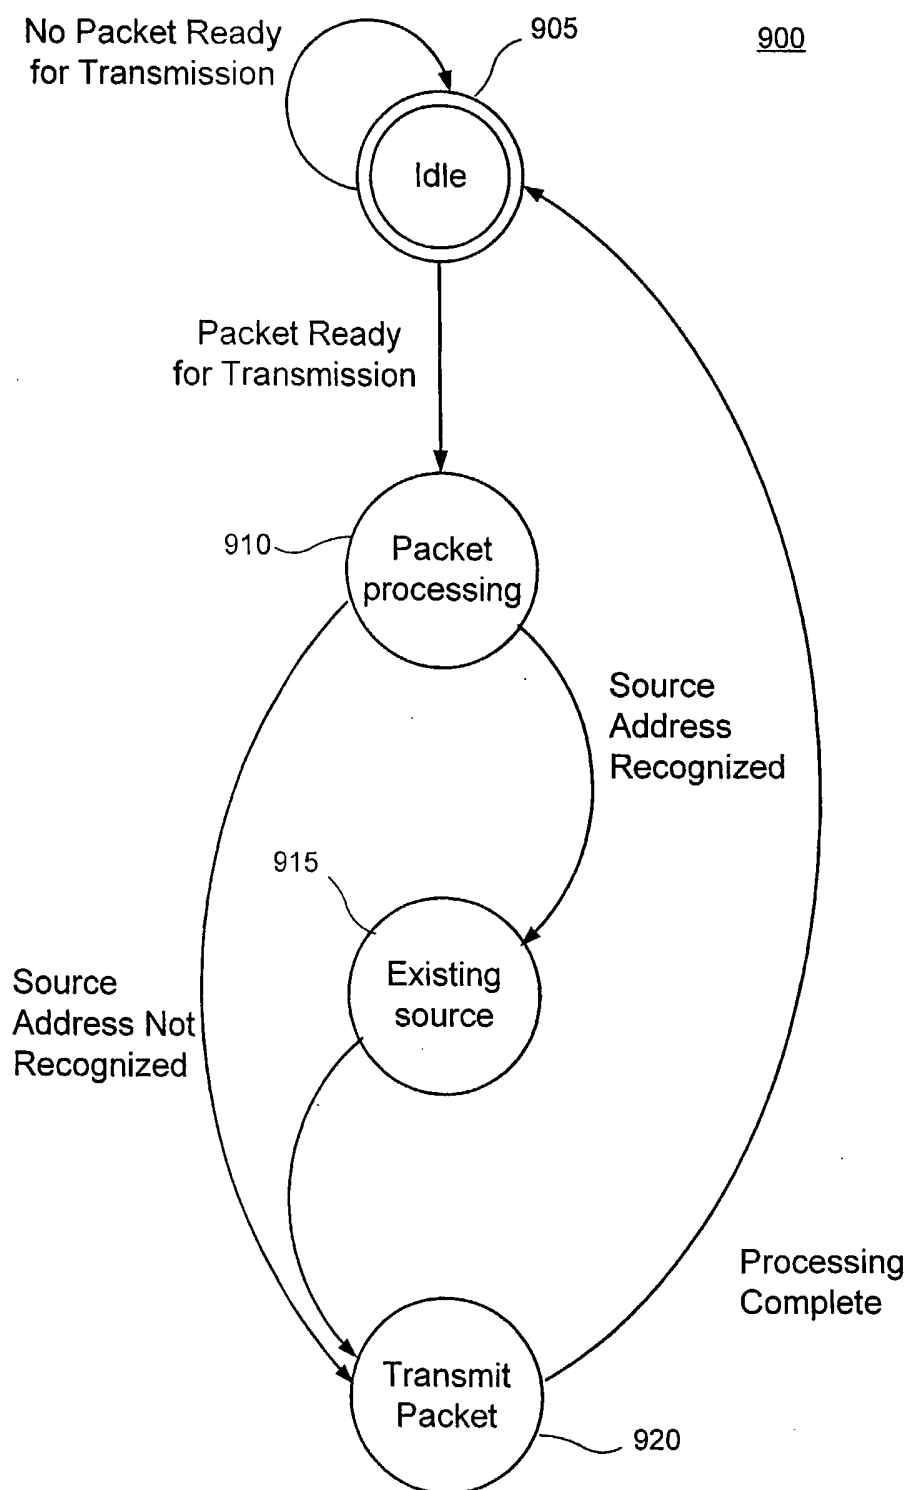 No Packet Ready
for Transmission
905
900
Idle
Packet Ready
for Transmission
910
Packet
processing
Source
Address
Recognized
915
Existing
source
Source
Address Not
Recognized
Processing
Complete
Transmit
Packet
920